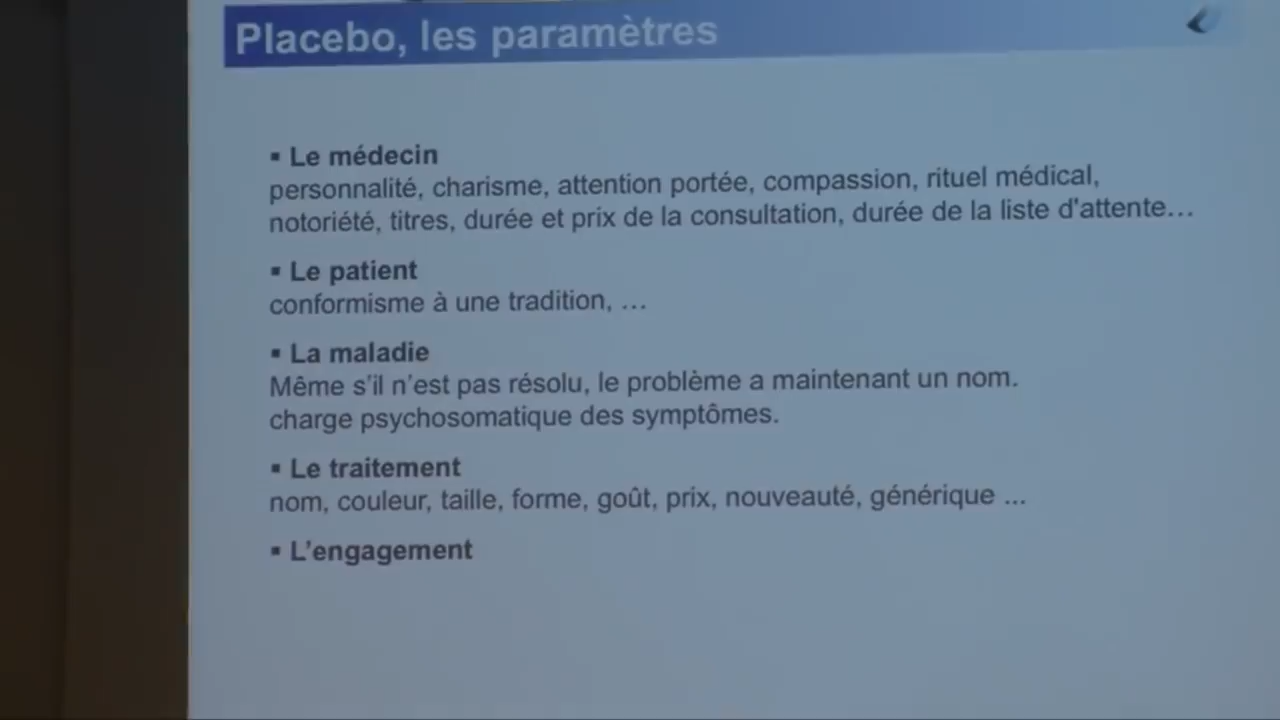 Placebo, les paramètres
▪ Le médecin
personnalité, charisme, attention portée, compassion, rituel médical,
notoriété, titres, durée et prix de la consultation, durée de la liste d'attente…
▪ Le patient
conformisme à une tradition, …
▪ La maladie
Même s'il n'est pas résolu, le problème a maintenant un nom.
charge psychosomatique des symptômes.
▪ Le traitement
nom, couleur, taille, forme, goût, prix, nouveauté, générique ...
▪ L'engagement